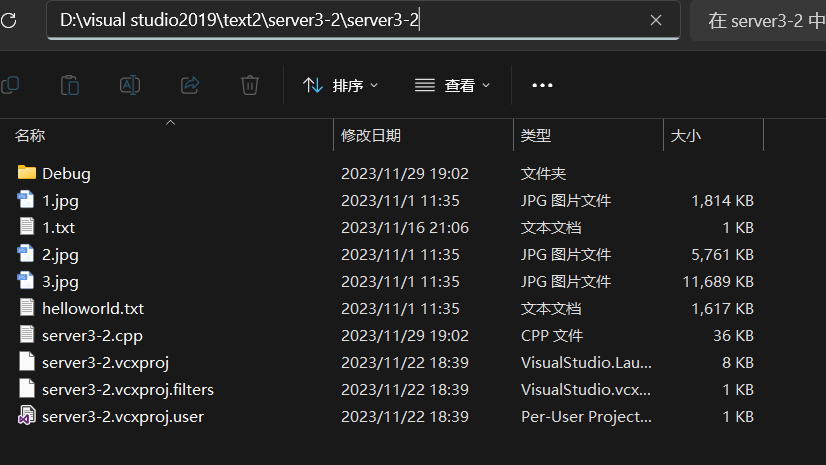 D:\visual studio2019\text2\server3-2\server3-2 在 server3-2 中
排序 查看
名称 修改日期 类型 大小
Debug 2023/11/29 19:02 文件夹
1.jpg 2023/11/1 11:35 JPG 图片文件 1,814 KB
1.txt 2023/11/16 21:06 文本文档 1 KB
2.jpg 2023/11/1 11:35 JPG 图片文件 5,761 KB
3.jpg 2023/11/1 11:35 JPG 图片文件 11,689 KB
helloworld.txt 2023/11/1 11:35 文本文档 1,617 KB
server3-2.cpp 2023/11/29 19:02 CPP 文件 36 KB
server3-2.vcxproj 2023/11/22 18:39 VisualStudio.Lau... 8 KB
server3-2.vcxproj.filters 2023/11/22 18:39 VisualStudio.vcx... 1 KB
server3-2.vcxproj.user 2023/11/22 18:39 Per-User Project... 1 KB